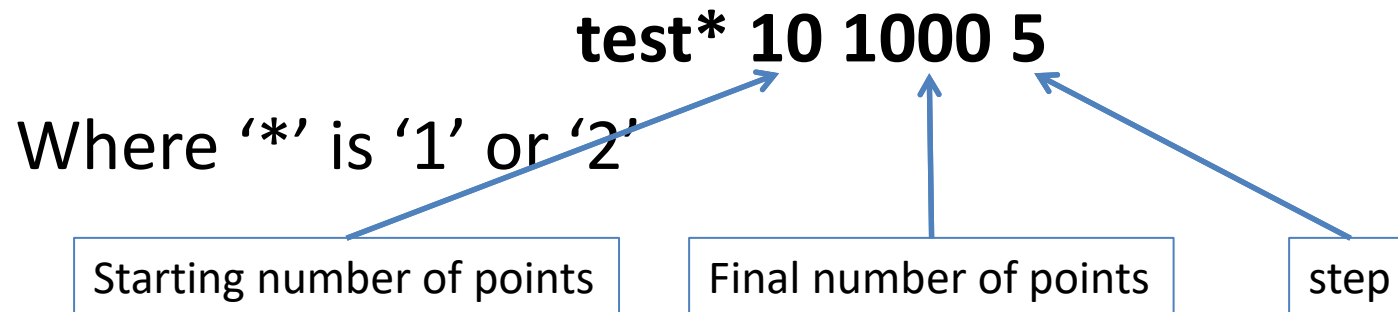 test* 10 1000 5
Where ‘*’ is ‘1’ or ‘2’
Starting number of points
Final number of points
step